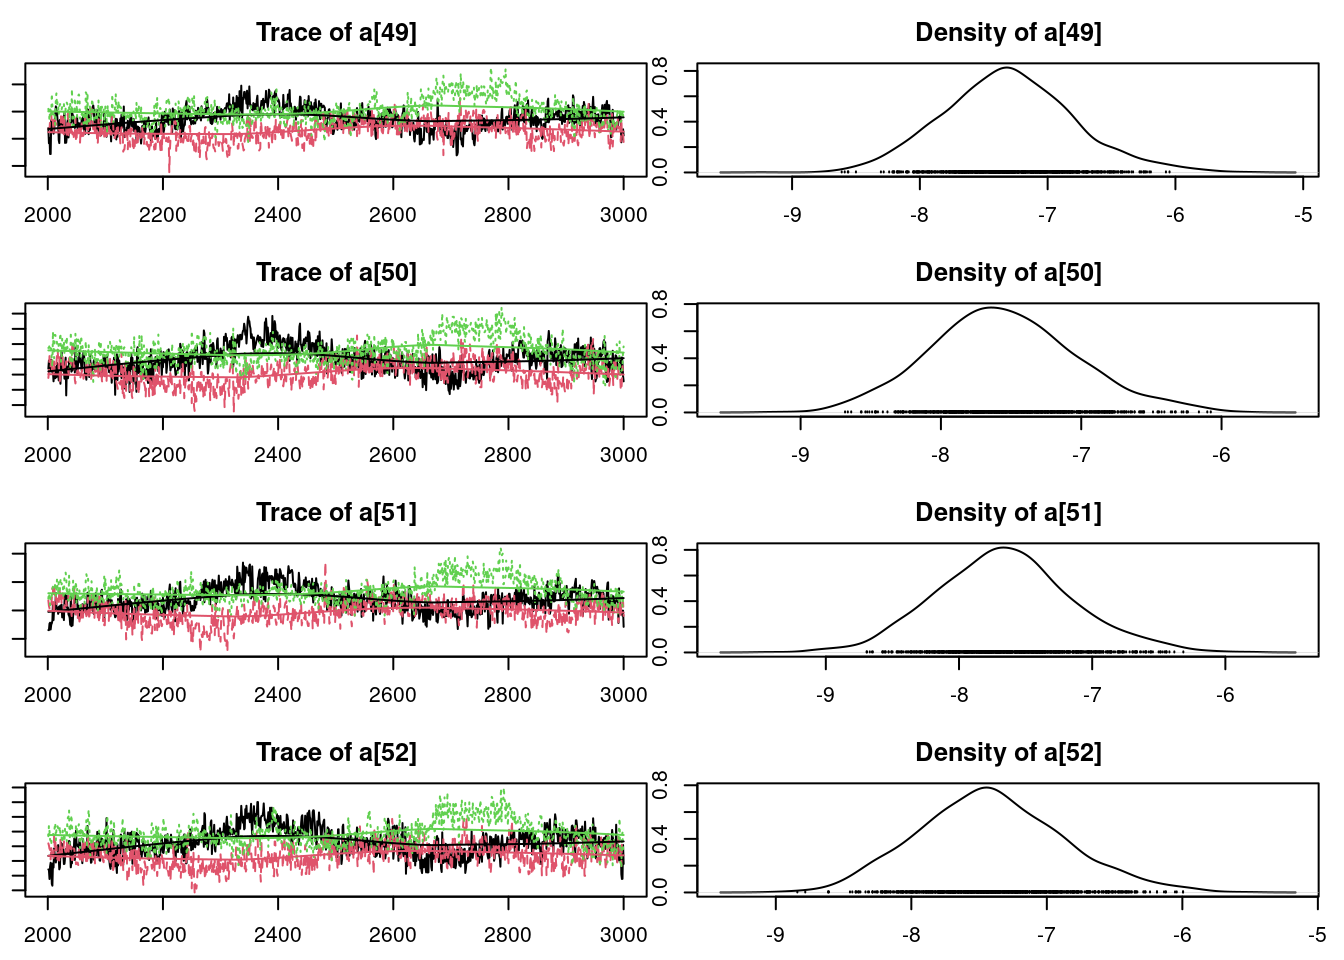 Trace of a[49]
2000 2200 2400 2600 2800 3000
Density of a[49]
0.0 0.4 0.8
-9 -8 -7 -6 -5
Trace of a[50]
2000 2200 2400 2600 2800 3000
Density of a[50]
0.0 0.4 0.8
-9 -8 -7 -6
Trace of a[51]
2000 2200 2400 2600 2800 3000
Density of a[51]
0.0 0.4 0.8
-9 -8 -7 -6
Trace of a[52]
2000 2200 2400 2600 2800 3000
Density of a[52]
0.0 0.4 0.8
-9 -8 -7 -6 -5